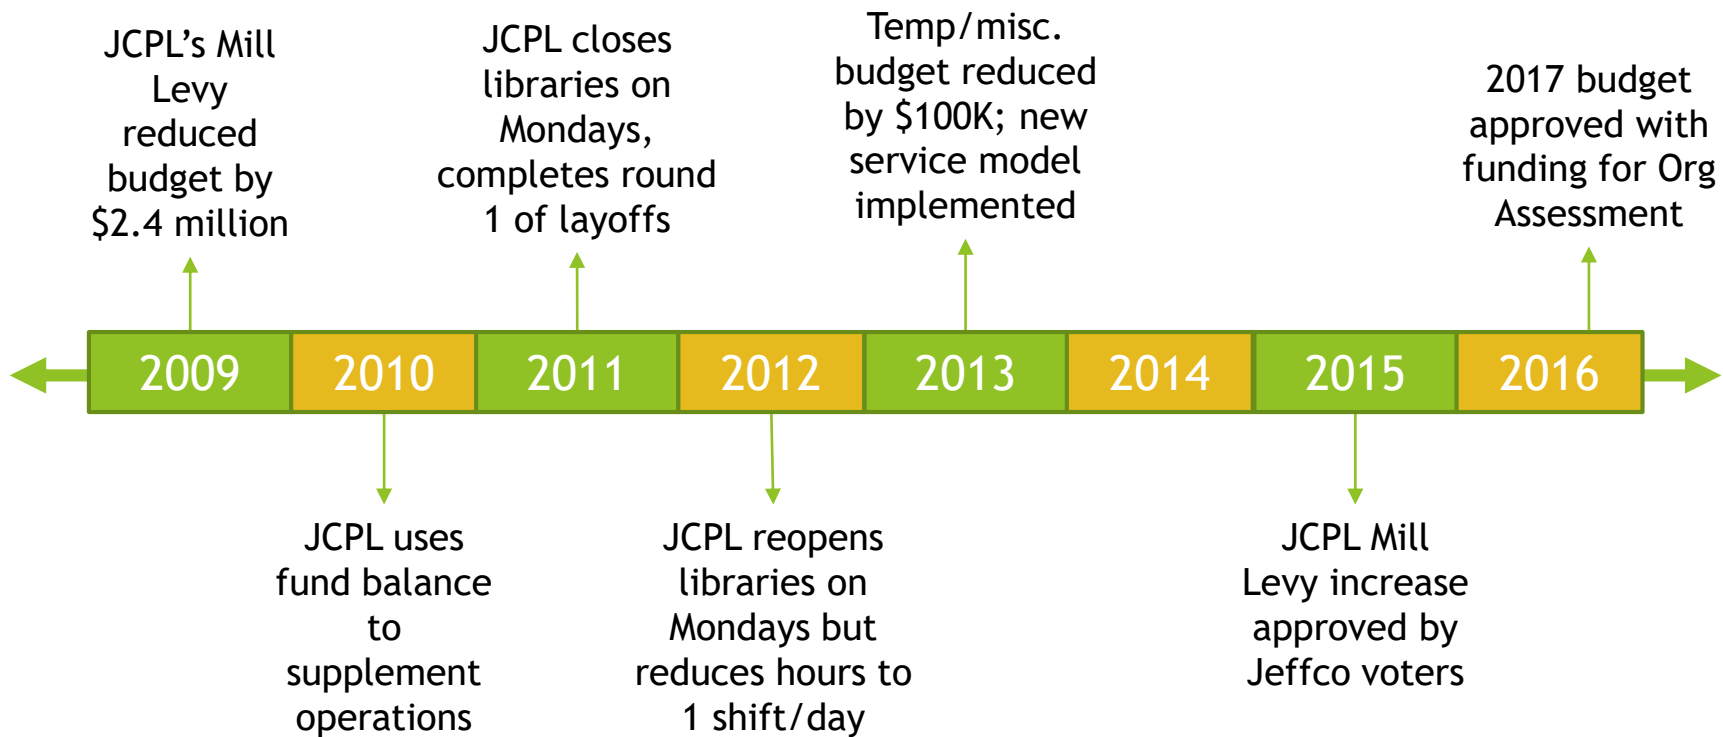 JCPL’s Mill
Levy
reduced
budget by
$2.4 million
JCPL closes
libraries on
Mondays,
completes round
1 of layoffs
Temp/misc.
budget reduced
by $100K; new
service model
implemented
2017 budget
approved with
funding for Org
Assessment
2009
2010
2011
2012
2013
2014
2015
2016
JCPL uses
fund balance
to
supplement
operations
JCPL reopens
libraries on
Mondays but
reduces hours to
1 shift/day
JCPL Mill
Levy increase
approved by
Jeffco voters